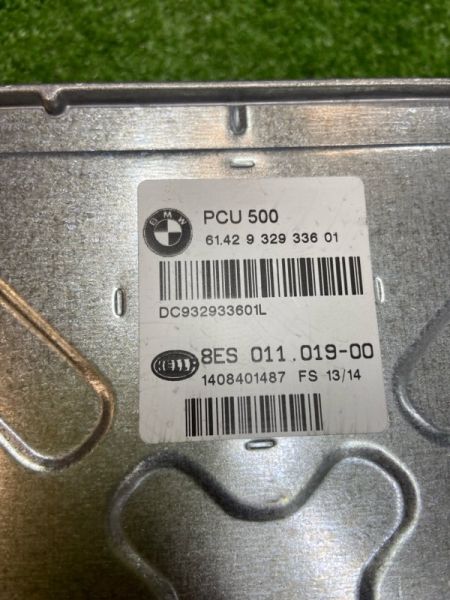 BMW
PCU 500
61.42 9 329 336 01
DC932933601L
HELLA
8ES 011.019-00
1408401487 FS 13/14